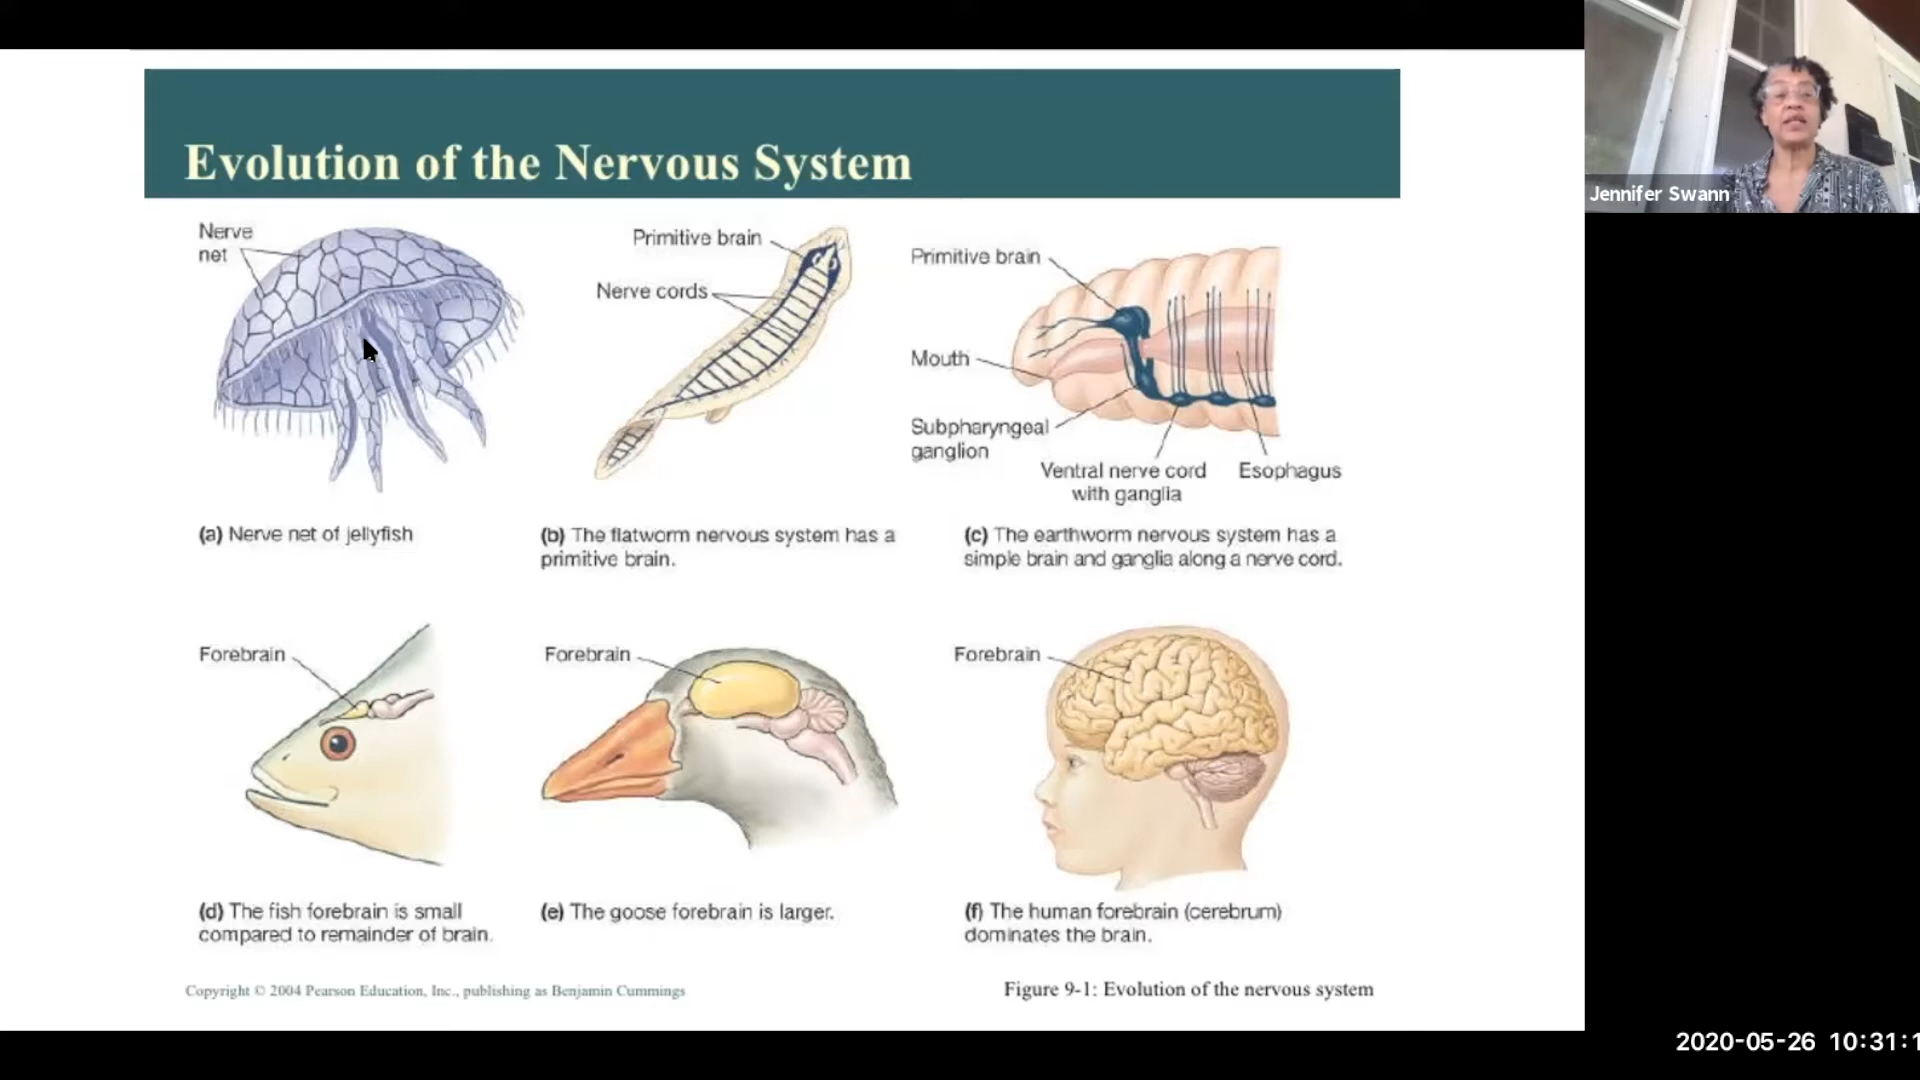 Evolution of the Nervous System
Jennifer Swann
Nerve
net
Primitive brain
Nerve cords
Primitive brain
Mouth
Subpharyngeal
ganglion
Ventral nerve cord
with ganglia
Esophagus
(a) Nerve net of jellyfish
(b) The flatworm nervous system has a
primitive brain.
(c) The earthworm nervous system has a
simple brain and ganglia along a nerve cord.
Forebrain
Forebrain
Forebrain
(d) The fish forebrain is small
compared to remainder of brain.
(e) The goose forebrain is larger.
(f) The human forebrain (cerebrum)
dominates the brain.
Copyright © 2004 Pearson Education, Inc., publishing as Benjamin Cummings
Figure 9-1: Evolution of the nervous system
2020-05-26 10:31:1